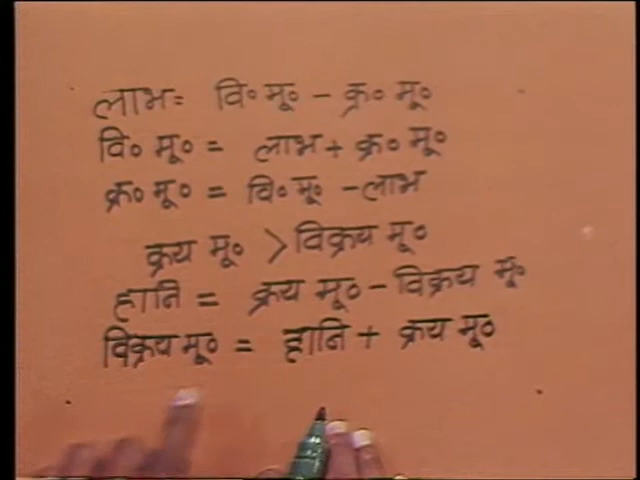 लाभ= वि० मू० - क्र० मू०
वि० मू० = लाभ + क्र० मू०
क्र० मू० = वि० मू० - लाभ
क्रय मू० > विक्रय मू०
हानि = क्रय मू० - विक्रय मू०
विक्रय मू० = हानि + क्रय मू०